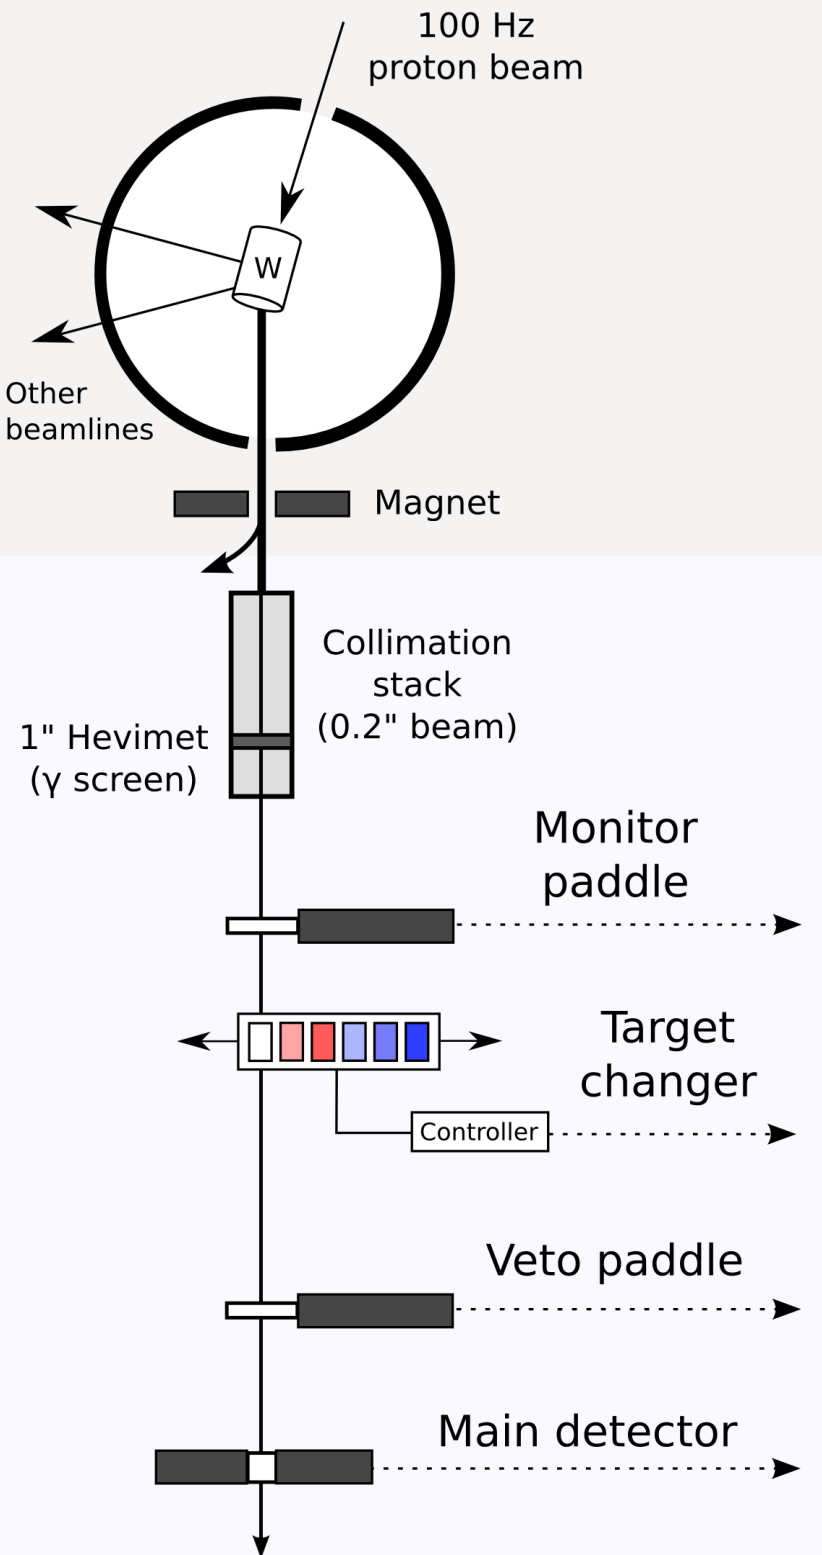 100 Hz
proton beam
W
Other
beamlines
Magnet
Collimation
stack
(0.2" beam)
1" Hevimet
(γ screen)
Monitor
paddle
Target
changer
Controller
Veto paddle
Main detector